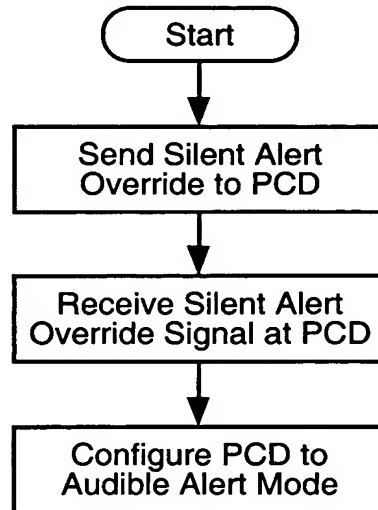 Start
Send Silent Alert
Override to PCD
Receive Silent Alert
Override Signal at PCD
Configure PCD to
Audible Alert Mode